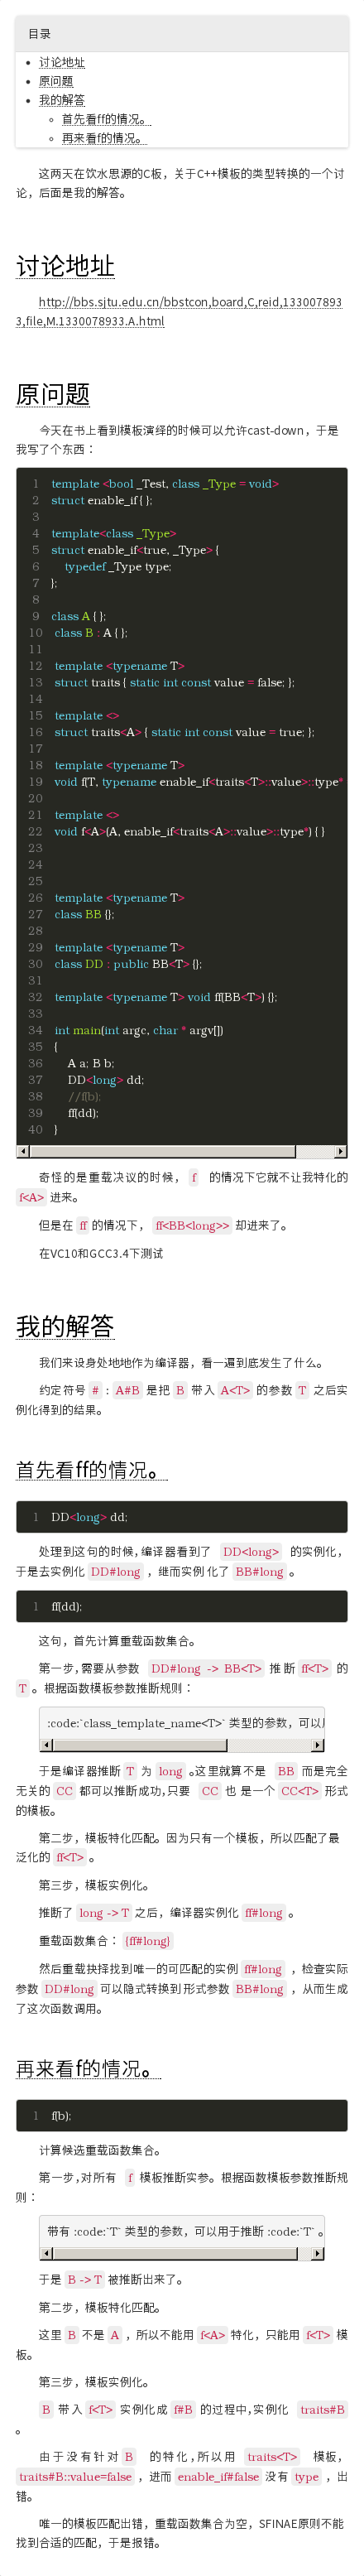 目录
讨论地址
原问题
我的解答
首先看ff的情况。
再来看f的情况。
这两天在饮水思源的C板，关于C++模板的类型转换的一个讨
论，后面是我的解答。
讨论地址
http://bbs.sjtu.edu.cn/bbstcon,board,C,reid,133007893
3,file,M.1330078933.A.html
原问题
今天在书上看到模板演绎的时候可以允许cast-down，于是
我写了个东西：
1 template <bool _Test, class _Type = void>
2 struct enable_if { };
3
4 template<class _Type>
5 struct enable_if<true, _Type> {
6 typedef _Type type;
7 };
8
9 class A { };
10 class B : A { };
11
12 template <typename T>
13 struct traits { static int const value = false; };
14
15 template <>
16 struct traits<A> { static int const value = true; };
17
18 template <typename T>
19 void f(T, typename enable_if<traits<T>::value>::type*
20
21 template <>
22 void f<A>(A, enable_if<traits<A>::value>::type*) { }
23
24
25
26 template <typename T>
27 class BB {};
28
29 template <typename T>
30 class DD : public BB<T> {};
31
32 template <typename T> void ff(BB<T>) {};
33
34 int main(int argc, char * argv[])
35 {
36 A a; B b;
37 DD<long> dd;
38 //f(b);
39 ff(dd);
40 }
奇怪的是重载决议的时候， f 的情况下它就不让我特化的
f<A> 进来。
但是在 ff 的情况下， ff<BB<long>> 却进来了。
在VC10和GCC3.4下测试
我的解答
我们来设身处地地作为编译器，看一遍到底发生了什么。
约定符号 # : A#B 是把 B 带入 A<T> 的参数 T 之后实
例化得到的结果。
首先看ff的情况。
1 DD<long> dd;
处理到这句的时候,编译器看到了 DD<long> 的实例化，
于是去实例化 DD#long ，继而实例化了 BB#long 。
1 ff(dd);
这句，首先计算重载函数集合。
第一步,需要从参数 DD#long -> BB<T> 推断 ff<T> 的
T 。根据函数模板参数推断规则：
:code:`class_template_name<T>` 类型的参数，可以用
于是编译器推断 T 为 long 。这里就算不是 BB 而是完全
无关的 CC 都可以推断成功,只要 CC 也是一个 CC<T> 形式
的模板。
第二步，模板特化匹配。因为只有一个模板，所以匹配了最
泛化的 ff<T> 。
第三步，模板实例化。
推断了 long -> T 之后，编译器实例化 ff#long 。
重载函数集合： {ff#long}
然后重载抉择找到唯一的可匹配的实例 ff#long ，检查实际
参数 DD#long 可以隐式转换到形式参数 BB#long ，从而生成
了这次函数调用。
再来看f的情况。
1 f(b);
计算候选重载函数集合。
第一步,对所有 f 模板推断实参。根据函数模板参数推断规
则：
带有 :code:`T` 类型的参数，可以用于推断 :code:`T` 。
于是 B -> T 被推断出来了。
第二步，模板特化匹配。
这里 B 不是 A ，所以不能用 f<A> 特化，只能用 f<T> 模
板。
第三步，模板实例化。
B 带入 f<T> 实例化成 f#B 的过程中,实例化 traits#B
。
由于没有针对 B 的特化,所以用 traits<T> 模板，
traits#B::value=false ，进而 enable_if#false 没有 type ，出
错。
唯一的模板匹配出错，重载函数集合为空，SFINAE原则不能
找到合适的匹配，于是报错。